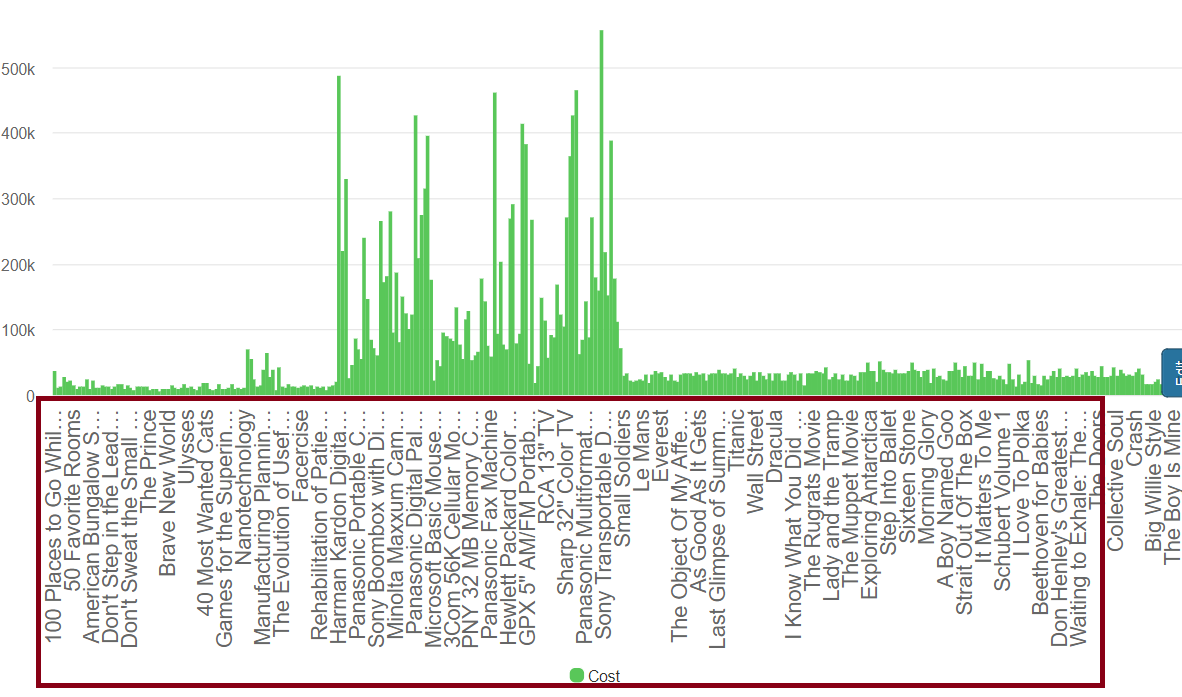 500k
400k
300k
200k
100k
0
100 Places to Go Whil...
50 Favorite Rooms
American Bungalow S...
Don't Step in the Lead...
Don't Sweat the Small ...
The Prince
Brave New World
Ulysses
40 Most Wanted Cats
Games for the Superin...
Nanotechnology
Manufacturing Plannin...
The Evolution of Usef...
Facercise
Rehabilitation of Patie...
Harman Kardon Digita...
Panasonic Portable C...
Sony Boombox with Di...
Minolta Maxxum Cam...
Panasonic Digital Pal...
Microsoft Basic Mouse...
3Com 56K Cellular Mo...
PNY 32 MB Memory C...
Panasonic Fax Machine
Hewlett Packard Color...
GPX 5" AM/FM Portab...
RCA 13" TV
Sharp 32" Color TV
Panasonic Multiformat...
Sony Transportable D...
Small Soldiers
Le Mans
Everest
The Object Of My Affe...
As Good As It Gets
Last Glimpse of Summ...
Titanic
Wall Street
Dracula
I Know What You Did ...
The Rugrats Movie
Lady and the Tramp
The Muppet Movie
Exploring Antarctica
Step Into Ballet
Sixteen Stone
Morning Glory
A Boy Named Goo
Strait Out Of The Box
It Matters To Me
Schubert Volume 1
I Love To Polka
Beethoven for Babies
Don Henley's Greatest...
Waiting to Exhale: The...
The Doors
Collective Soul
Crash
Big Willie Style
The Boy Is Mine
Cost